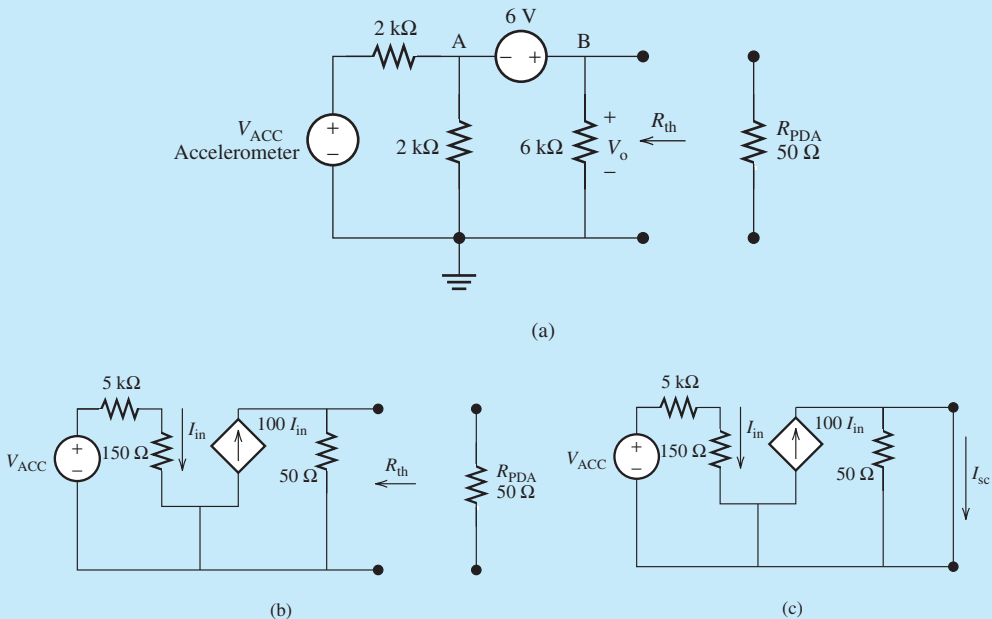 6 V
2 kΩ
A
B
− +
V_ACC
Accelerometer
+
−
2 kΩ
6 kΩ
+
V_o
−
R_th
R_PDA
50 Ω
(a)
5 kΩ
V_ACC
+
−
150 Ω
I_in
100 I_in
50 Ω
R_th
R_PDA
50 Ω
(b)
5 kΩ
V_ACC
+
−
150 Ω
I_in
100 I_in
50 Ω
I_sc
(c)